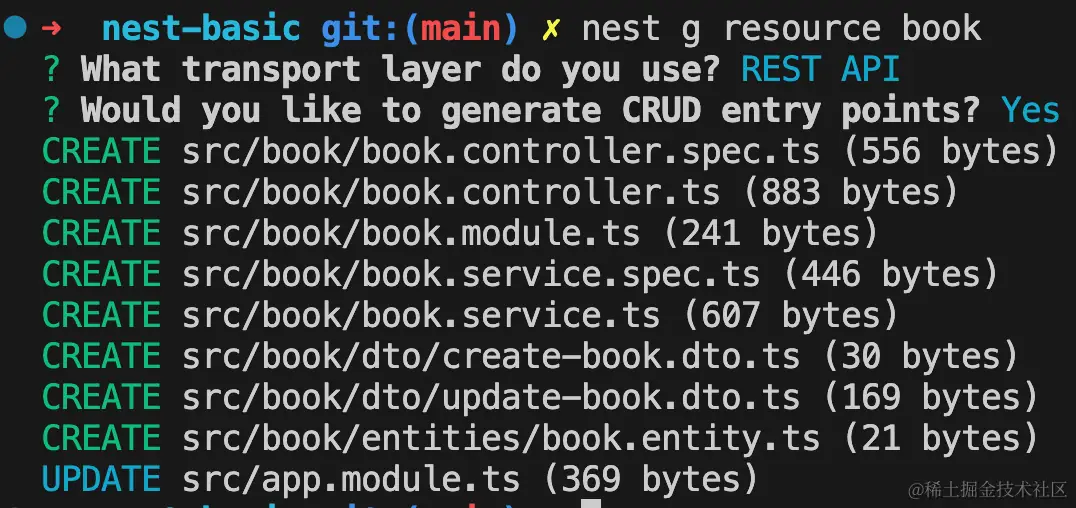 ➜ nest-basic git:(main) ✗ nest g resource book
? What transport layer do you use? REST API
? Would you like to generate CRUD entry points? Yes
CREATE src/book/book.controller.spec.ts (556 bytes)
CREATE src/book/book.controller.ts (883 bytes)
CREATE src/book/book.module.ts (241 bytes)
CREATE src/book/book.service.spec.ts (446 bytes)
CREATE src/book/book.service.ts (607 bytes)
CREATE src/book/dto/create-book.dto.ts (30 bytes)
CREATE src/book/dto/update-book.dto.ts (169 bytes)
CREATE src/book/entities/book.entity.ts (21 bytes)
UPDATE src/app.module.ts (369 bytes)
@稀土掘金技术社区